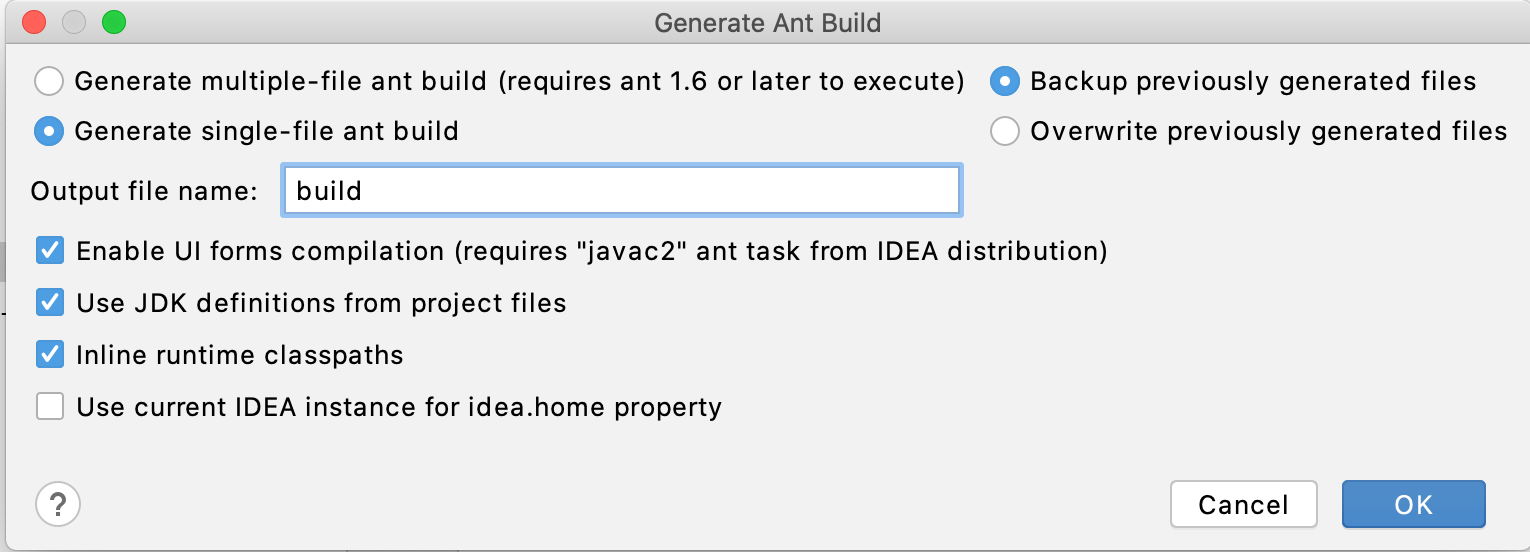 Generate Ant Build
Generate multiple-file ant build (requires ant 1.6 or later to execute)
Backup previously generated files
Generate single-file ant build
Overwrite previously generated files
Output file name:
build
Enable UI forms compilation (requires "javac2" ant task from IDEA distribution)
Use JDK definitions from project files
Inline runtime classpaths
Use current IDEA instance for idea.home property
?
Cancel
OK